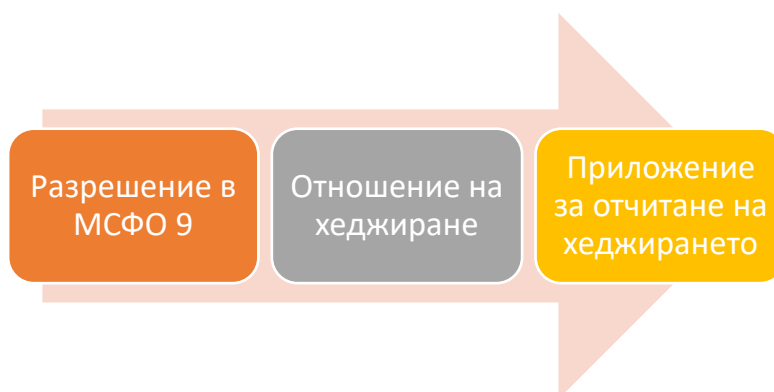 Разрешение в
МСФО 9
Отношение на
хеджиране
Приложение
за отчитане на
хеджирането